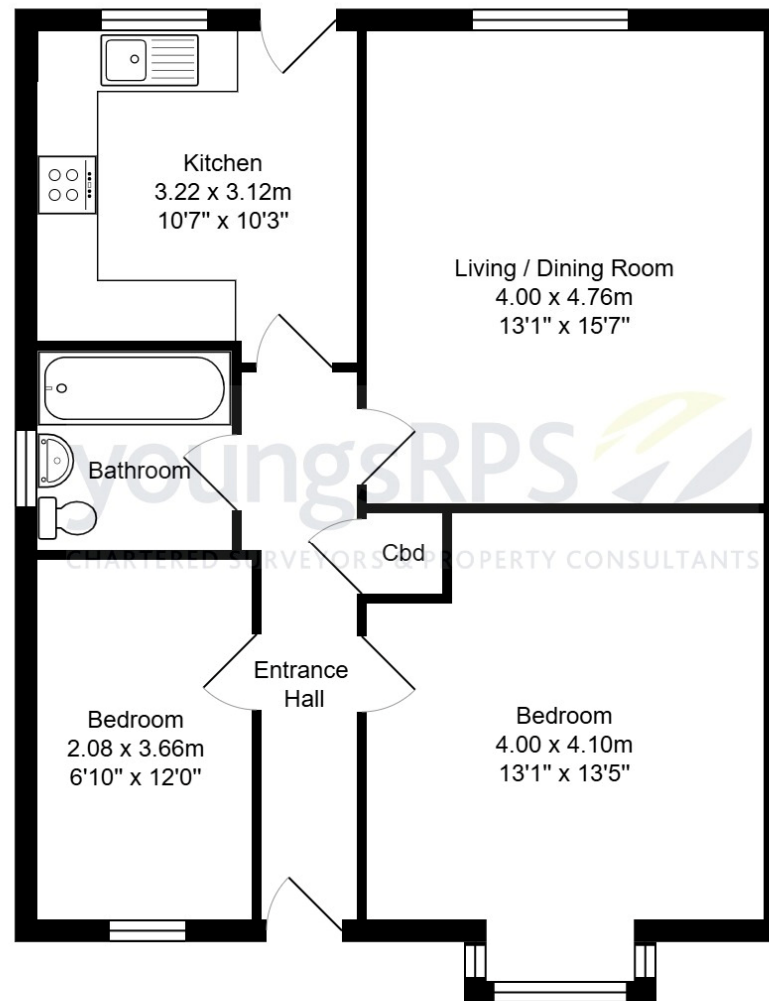 Kitchen
3.22 x 3.12m
10'7" x 10'3"
Living / Dining Room
4.00 x 4.76m
13'1" x 15'7"
youngsRPS
Bathroom
CHARTERED SURVEYORS & PROPERTY CONSULTANTS
Cbd
Entrance
Hall
Bedroom
2.08 x 3.66m
6'10" x 12'0"
Bedroom
4.00 x 4.10m
13'1" x 13'5"